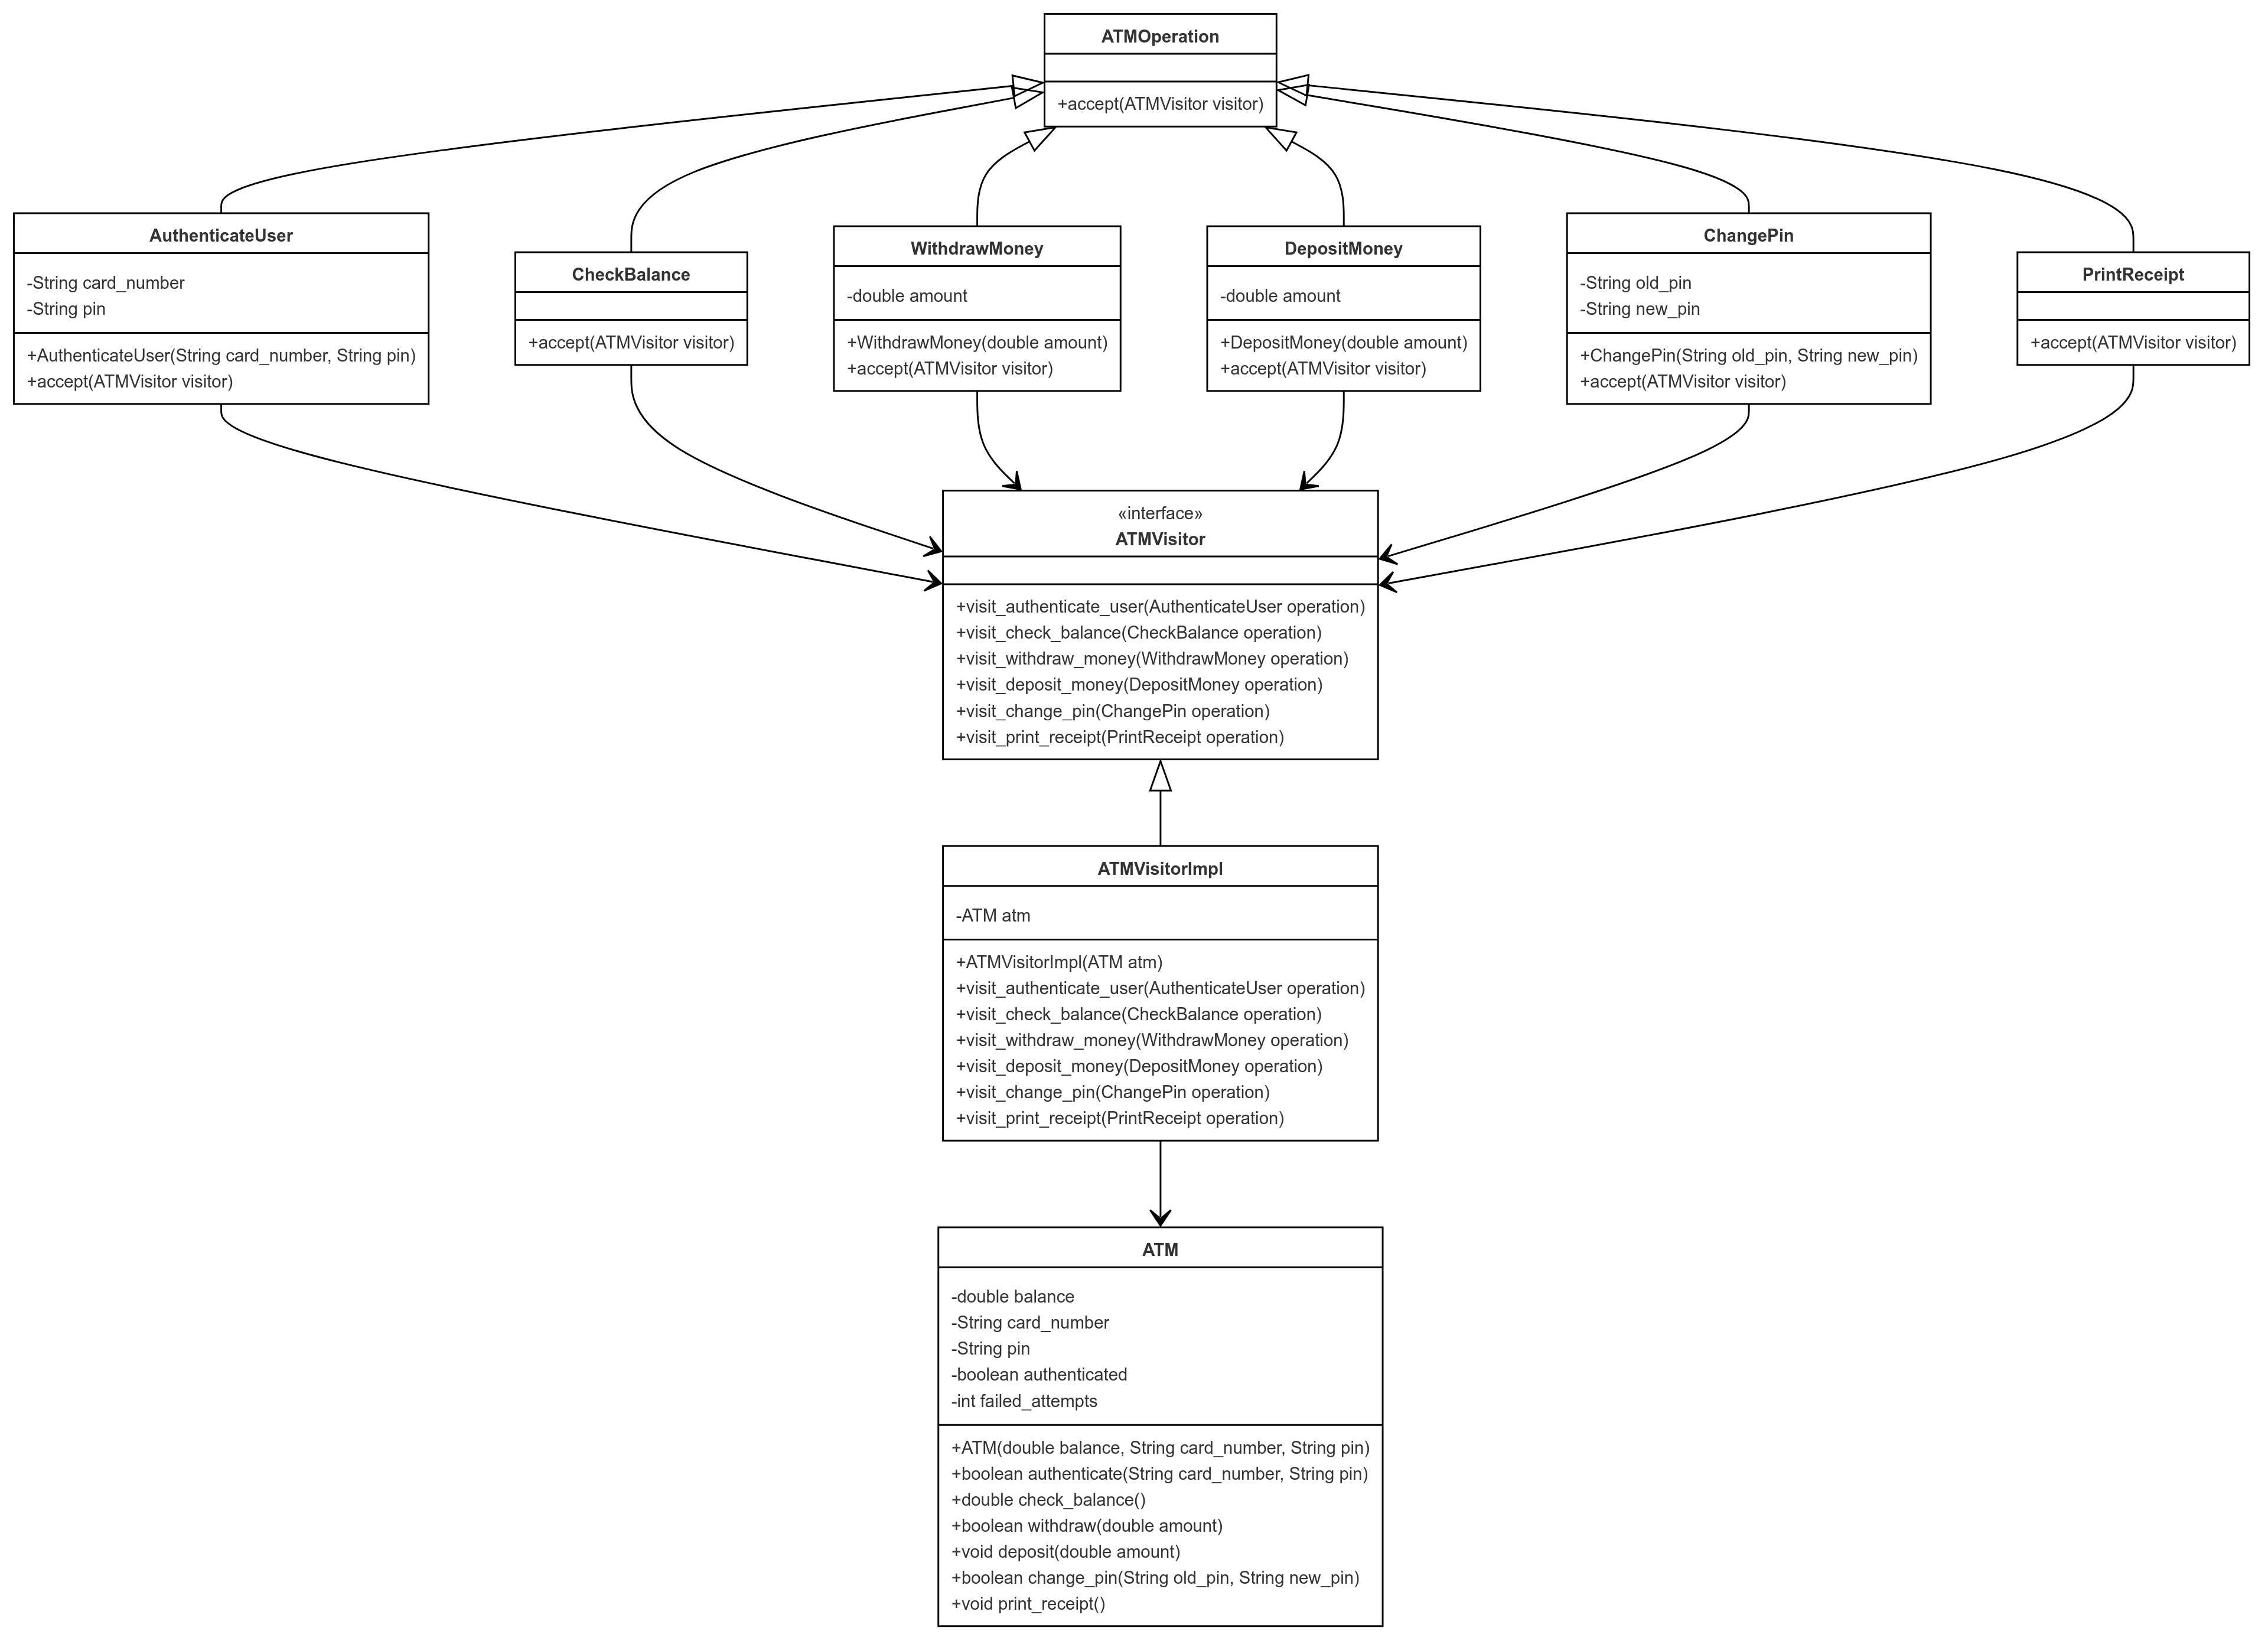 ATMOperation
+accept(ATMVisitor visitor)
AuthenticateUser
-String card_number
-String pin
+AuthenticateUser(String card_number, String pin)
+accept(ATMVisitor visitor)
CheckBalance
+accept(ATMVisitor visitor)
WithdrawMoney
-double amount
+WithdrawMoney(double amount)
+accept(ATMVisitor visitor)
DepositMoney
-double amount
+DepositMoney(double amount)
+accept(ATMVisitor visitor)
ChangePin
-String old_pin
-String new_pin
+ChangePin(String old_pin, String new_pin)
+accept(ATMVisitor visitor)
PrintReceipt
+accept(ATMVisitor visitor)
«interface»
ATMVisitor
+visit_authenticate_user(AuthenticateUser operation)
+visit_check_balance(CheckBalance operation)
+visit_withdraw_money(WithdrawMoney operation)
+visit_deposit_money(DepositMoney operation)
+visit_change_pin(ChangePin operation)
+visit_print_receipt(PrintReceipt operation)
ATMVisitorImpl
-ATM atm
+ATMVisitorImpl(ATM atm)
+visit_authenticate_user(AuthenticateUser operation)
+visit_check_balance(CheckBalance operation)
+visit_withdraw_money(WithdrawMoney operation)
+visit_deposit_money(DepositMoney operation)
+visit_change_pin(ChangePin operation)
+visit_print_receipt(PrintReceipt operation)
ATM
-double balance
-String card_number
-String pin
-boolean authenticated
-int failed_attempts
+ATM(double balance, String card_number, String pin)
+boolean authenticate(String card_number, String pin)
+double check_balance()
+boolean withdraw(double amount)
+void deposit(double amount)
+boolean change_pin(String old_pin, String new_pin)
+void print_receipt()